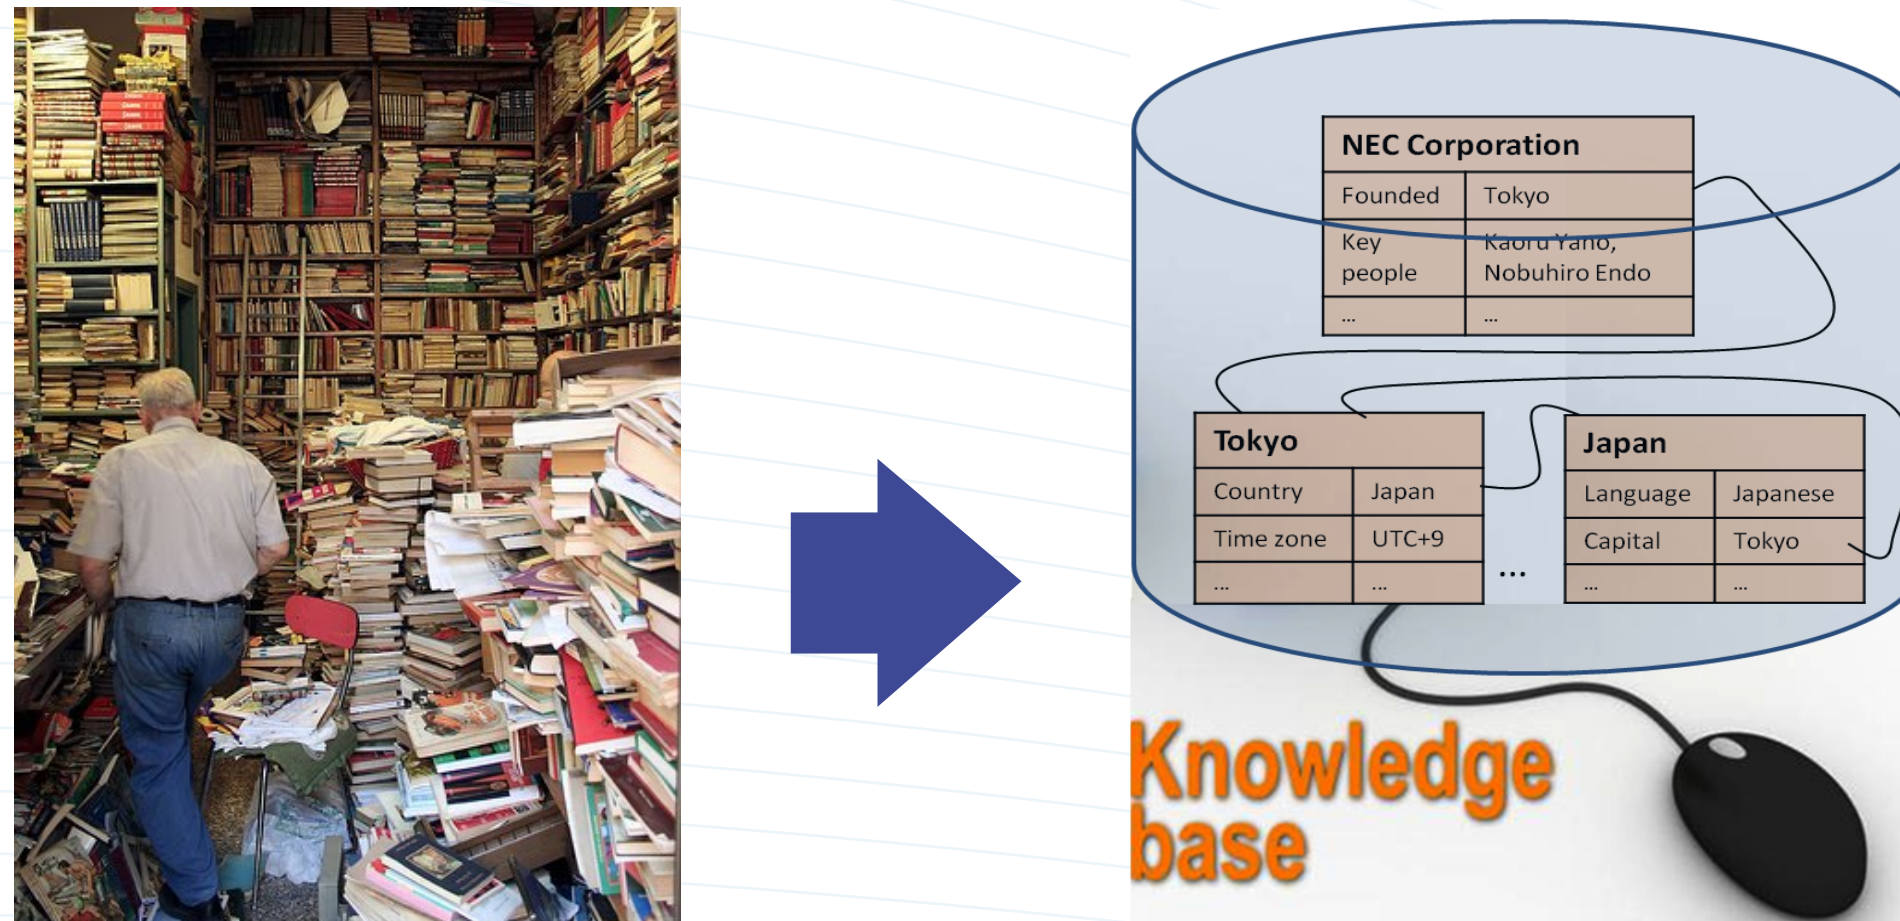 NEC Corporation
Founded Tokyo
Key people Kaoru Yano, Nobuhiro Endo
... ...
Tokyo
Country Japan
Time zone UTC+9
... ...
...
Japan
Language Japanese
Capital Tokyo
... ...
Knowledge
base